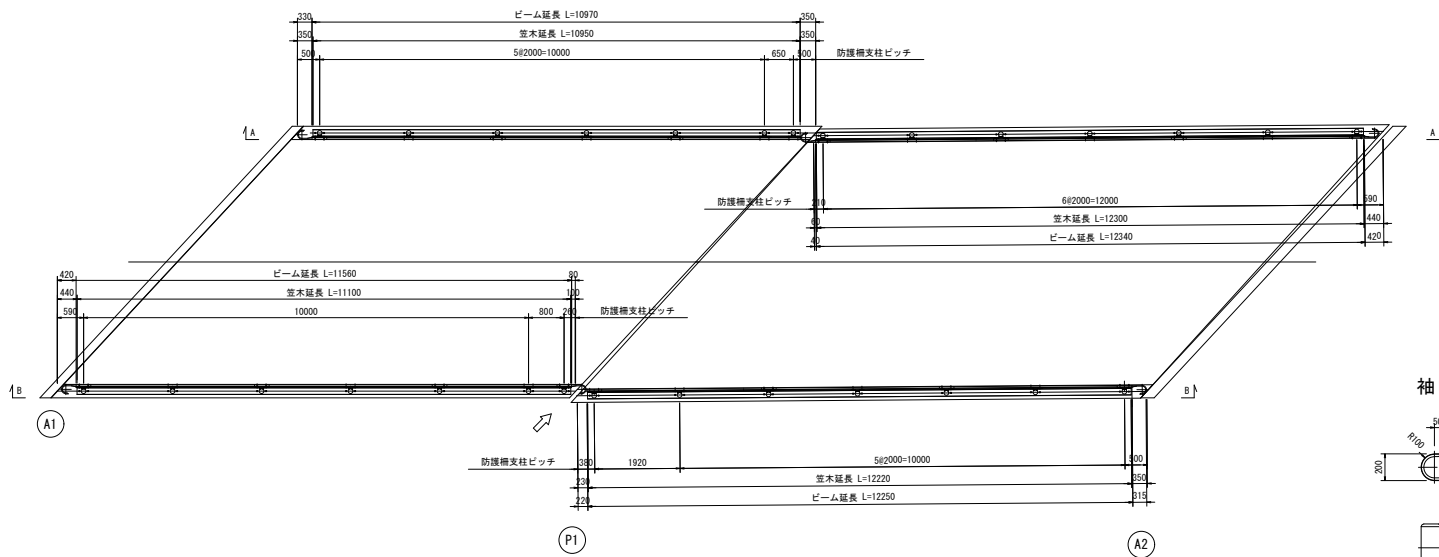 330 ビーム延長 L=10970 350
350 笠木延長 L=10950 350
500 5@2000=10000 650 500 防護柵支柱ピッチ
A
A
防護柵支柱ピッチ 210 6@2000=12000 590
60 笠木延長 L=12300 440
40 ビーム延長 L=12340 420
420 ビーム延長 L=11560 80
440 笠木延長 L=11100 100
590 10000 800 260 防護柵支柱ピッチ
B
B
A1
袖
R100
200
防護柵支柱ピッチ 380 1920 5@2000=10000 500
230 笠木延長 L=12220 350
220 ビーム延長 L=12250 315
P1
A2